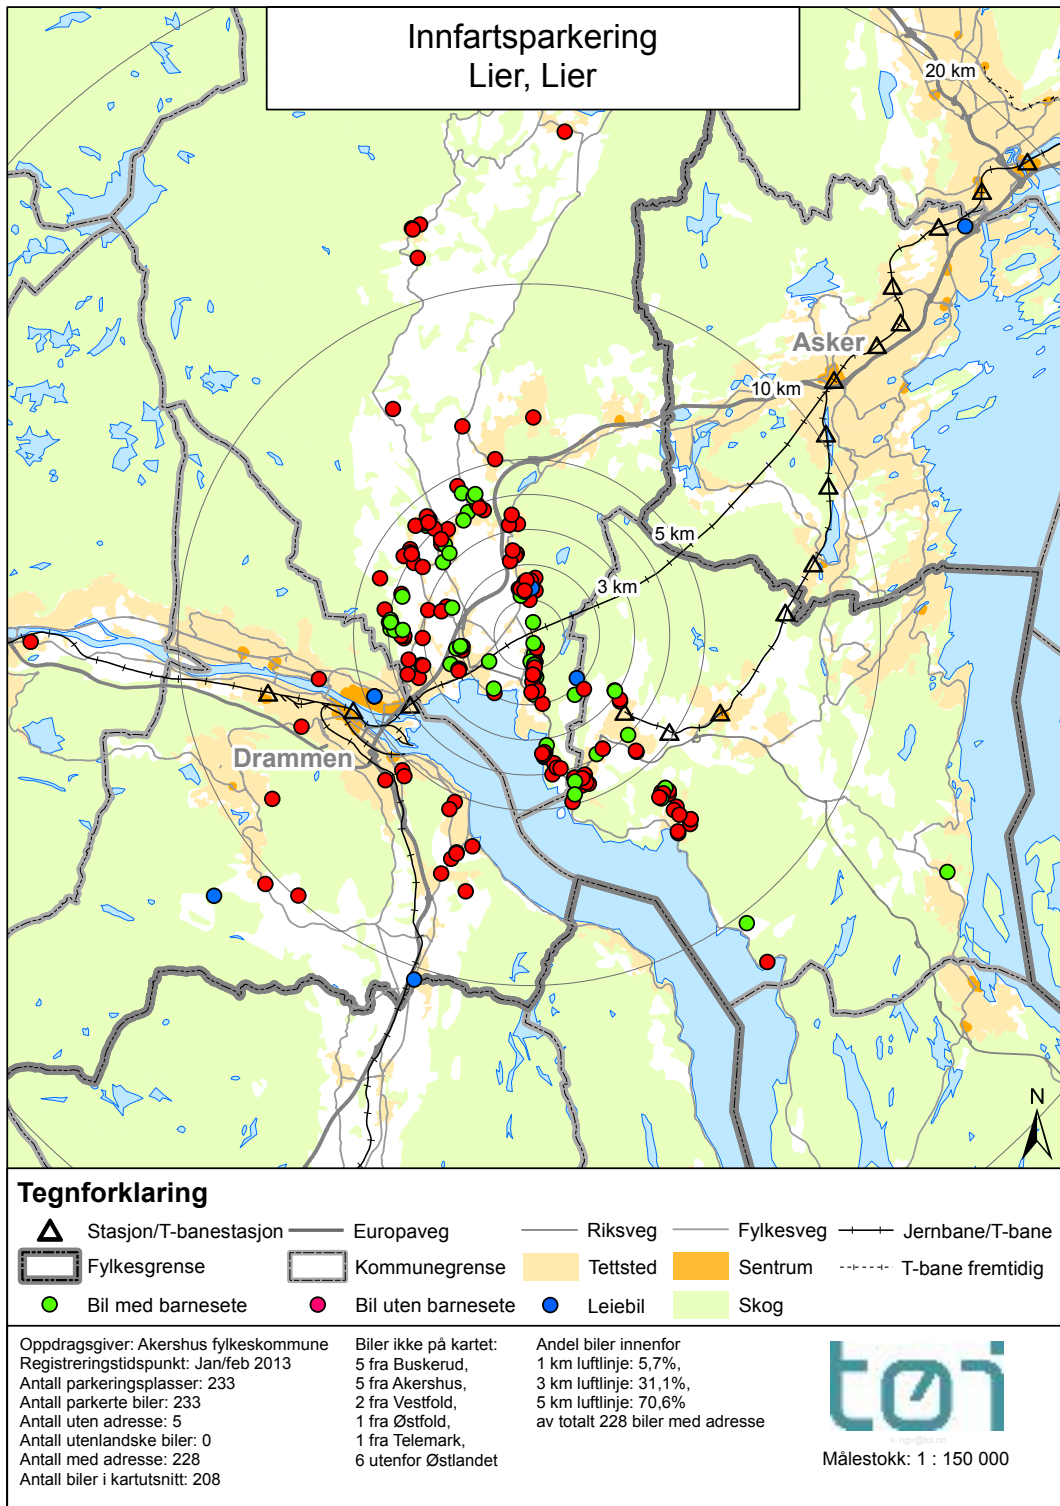 Innfartsparkering
Lier, Lier
20 km
Asker
10 km
5 km
3 km
Drammen
N
Tegnforklaring
Stasjon/T-banestasjon
Europaveg
Riksveg
Fylkesveg
Jernbane/T-bane
Fylkesgrense
Kommunegrense
Tettsted
Sentrum
T-bane fremtidig
Bil med barnesete
Bil uten barnesete
Leiebil
Skog
Oppdragsgiver: Akershus fylkeskommune
Registreringstidspunkt: Jan/feb 2013
Antall parkeringsplasser: 233
Antall parkerte biler: 233
Antall uten adresse: 5
Antall utenlandske biler: 0
Antall med adresse: 228
Antall biler i kartutsnitt: 208
Biler ikke på kartet:
5 fra Buskerud,
5 fra Akershus,
2 fra Vestfold,
1 fra Østfold,
1 fra Telemark,
6 utenfor Østlandet
Andel biler innenfor
1 km luftlinje: 5,7%,
3 km luftlinje: 31,1%,
5 km luftlinje: 70,6%
av totalt 228 biler med adresse
tøi
Målestokk: 1 : 150 000